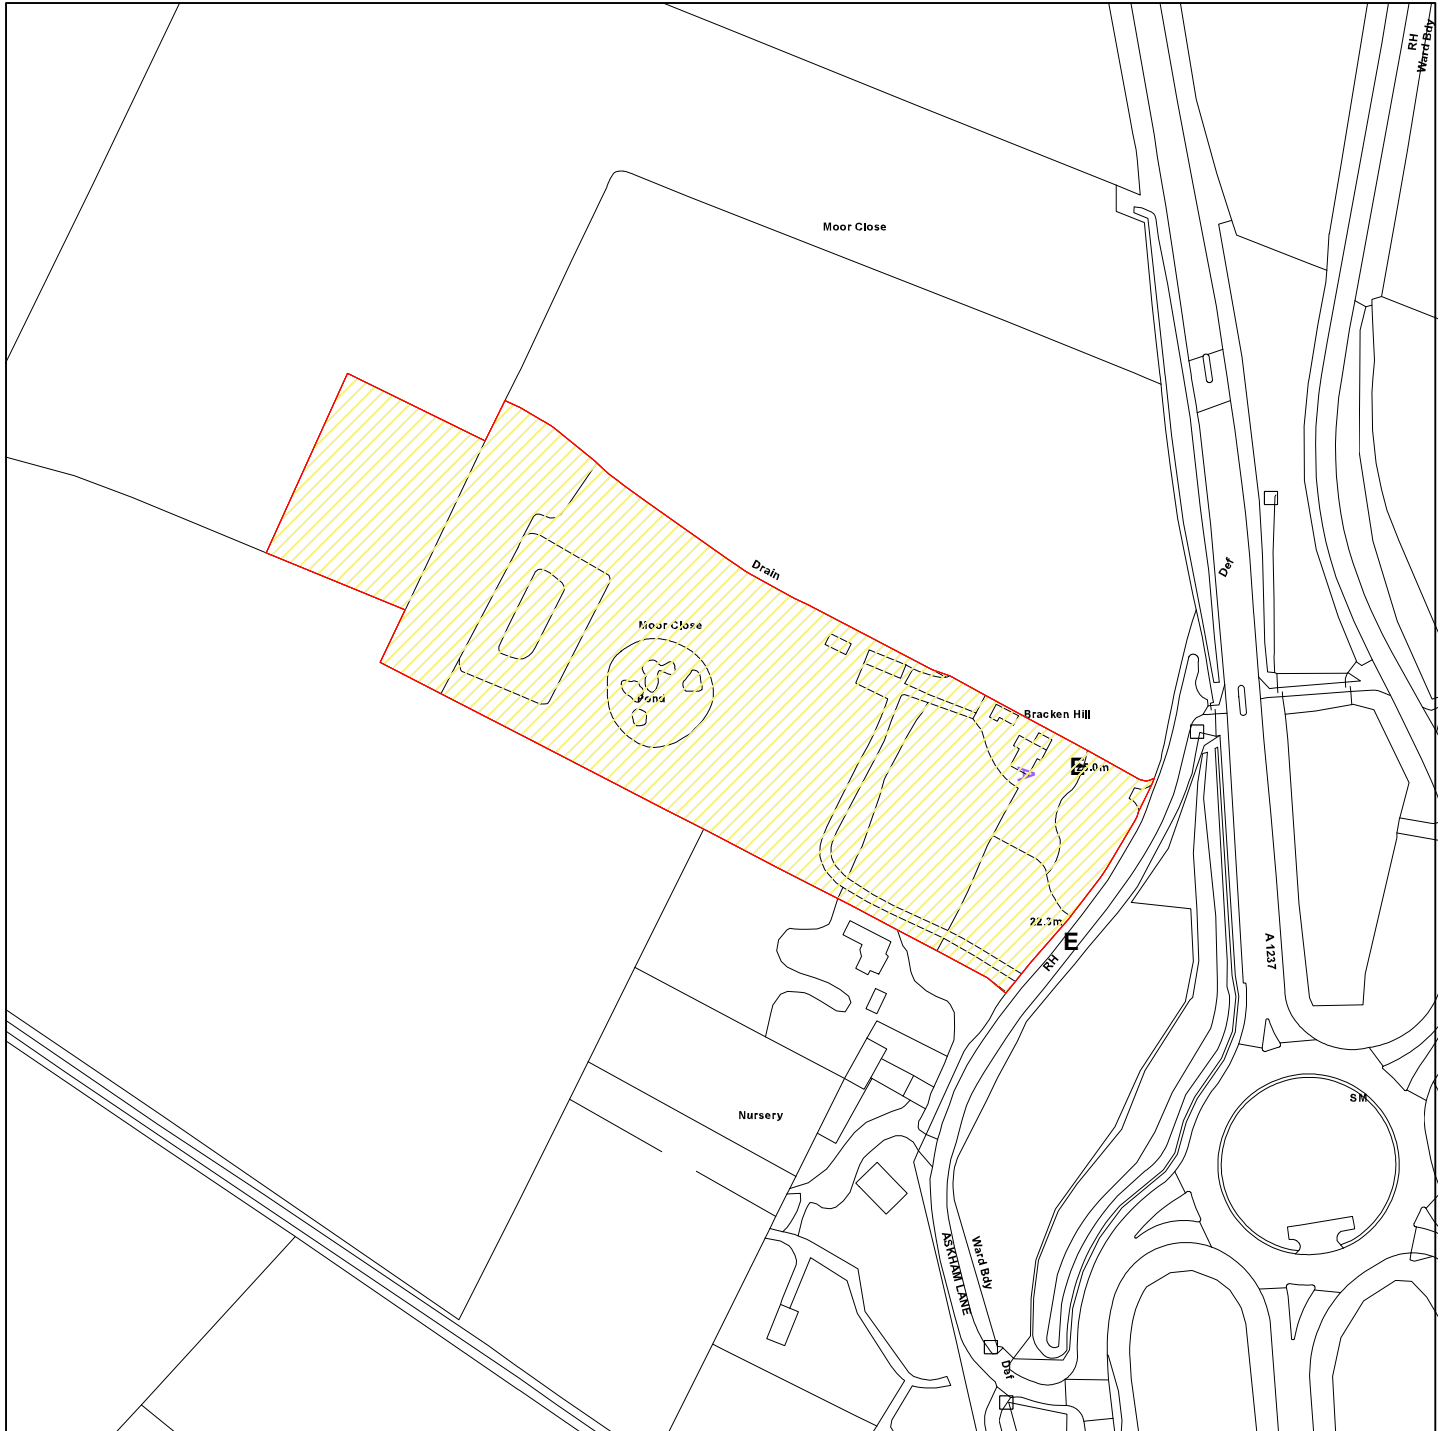 RH
Ward Bdy
Moor Close
Def
Drain
Moor Close
Pond
Bracken Hill
22.3m
E
RH
A 1237
SM
Nursery
Ward Bdy
ASKHAM LANE
Def